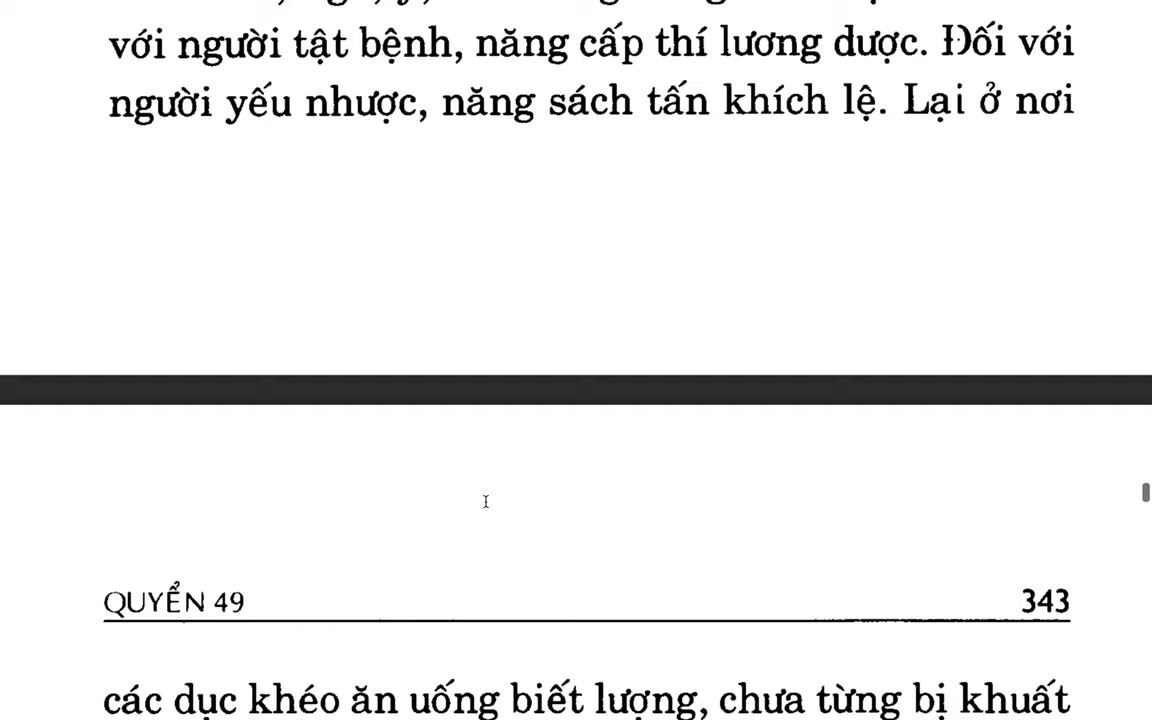 với người tật bệnh, năng cấp thí lương dược. Đối với
người yếu nhược, năng sách tấn khích lệ. Lại ở nơi
QUYỂN 49
343
các dục khéo ăn uống biết lượng, chưa từng bị khuất